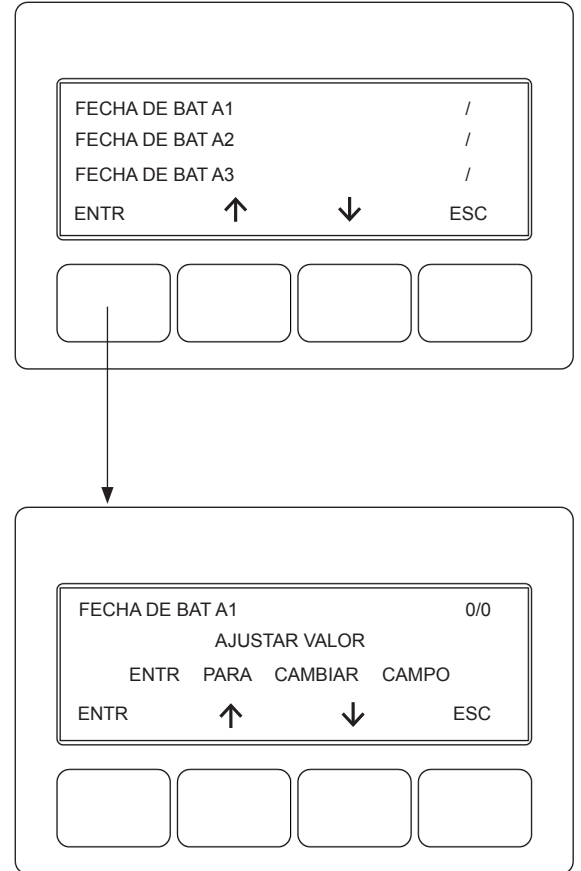 FECHA DE BAT A1 /
FECHA DE BAT A2 /
FECHA DE BAT A3 /
ENTR ↑ ↓ ESC
FECHA DE BAT A1 0/0
AJUSTAR VALOR
ENTR PARA CAMBIAR CAMPO
ENTR ↑ ↓ ESC